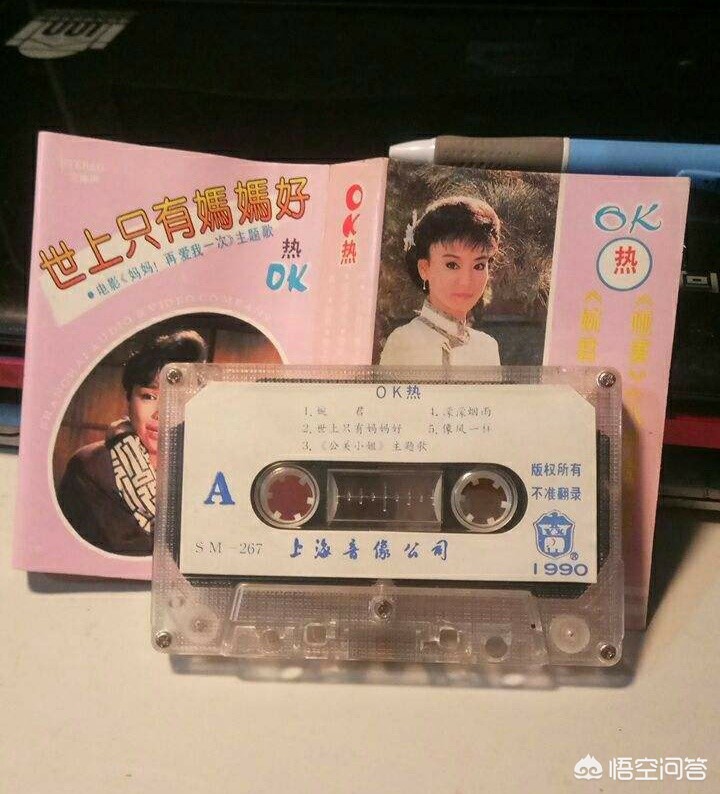 世上只有媽媽好
●电影《妈妈!再爱我一次》主题歌
热
OK
OK热
OK
热
OK热
1.婉 君
2.世上只有妈妈好
3.《公关小姐》主题歌
4.濛濛烟雨
5.像风一样
A
版权所有
不准翻录
SM-267
上海音像公司
1990
悟空问答